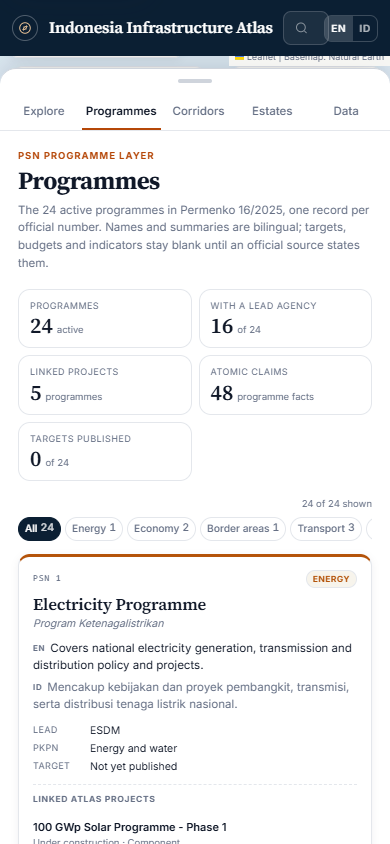 Indonesia Infrastructure Atlas
EN
ID
Leaflet | Basemap: Natural Earth
Explore
Programmes
Corridors
Estates
Data
PSN PROGRAMME LAYER
Programmes
The 24 active programmes in Permenko 16/2025, one record per
official number. Names and summaries are bilingual; targets,
budgets and indicators stay blank until an official source states
them.
PROGRAMMES
24 active
WITH A LEAD AGENCY
16 of 24
LINKED PROJECTS
5 programmes
ATOMIC CLAIMS
48 programme facts
TARGETS PUBLISHED
0 of 24
24 of 24 shown
All 24
Energy 1
Economy 2
Border areas 1
Transport 3
PSN 1
ENERGY
Electricity Programme
Program Ketenagalistrikan
EN Covers national electricity generation, transmission and
distribution policy and projects.
ID Mencakup kebijakan dan proyek pembangkit, transmisi,
serta distribusi tenaga listrik nasional.
LEAD ESDM
PKPN Energy and water
TARGET Not yet published
LINKED ATLAS PROJECTS
100 GWp Solar Programme - Phase 1
Under construction · Component